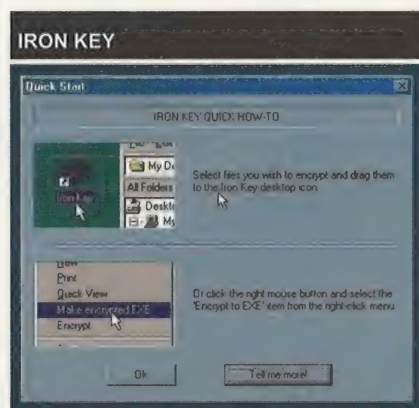 IRON KEY
Quick Start
IRON KEY QUICK HOW-TO
Iron Key
My D
All Folders
Deskto
My
Select files you wish to encrypt and drag them
to the Iron Key desktop icon.
Print
Quick View
Make encrypted EXE
Encrypt
Or click the right mouse button and select the
'Encrypt to EXE' item from the right-click menu
Ok
Tell me more!